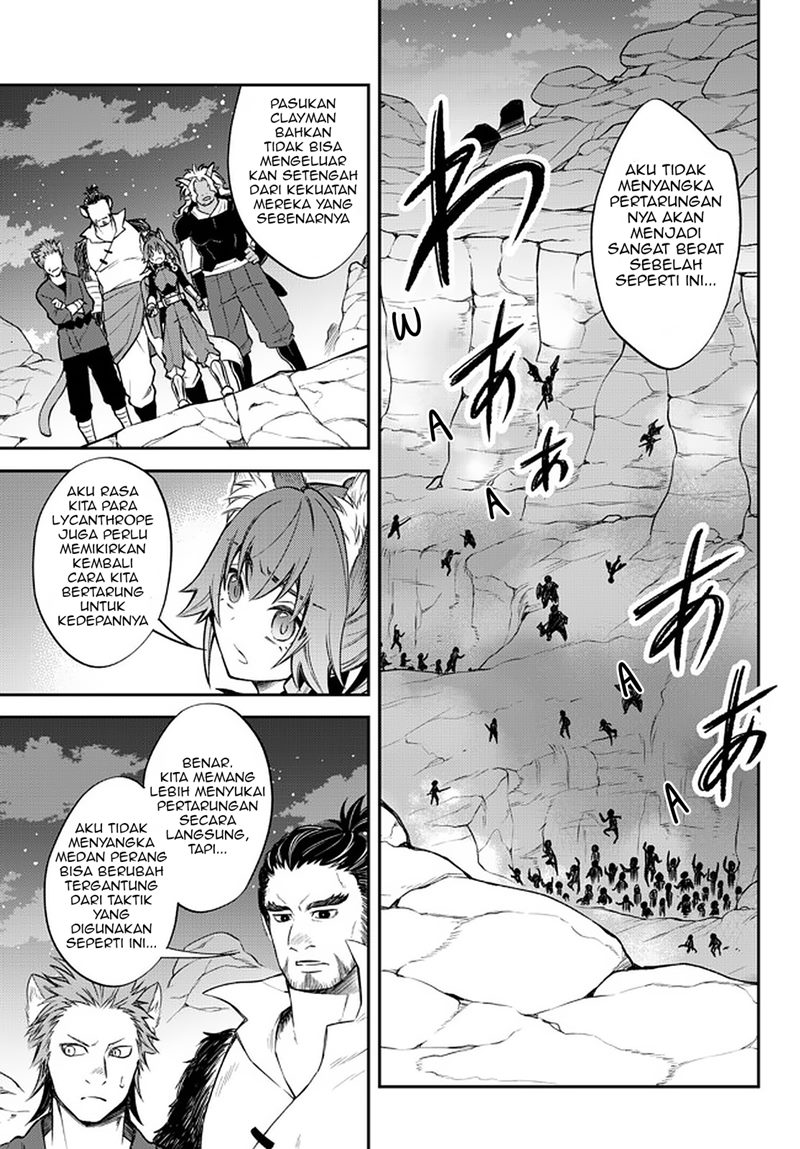 AKU TIDAK
MENYANGKA
PERTARUNGAN
NYA AKAN
MENJADI
SANGAT BERAT
SEBELAH
SEPERTI INI...
わ
あ
あ
あ
あ
W
A
A
A
A
PASUKAN
CLAYMAN
BAHKAN
TIDAK BISA
MENGELUAR
KAN SETENGAH
DARI KEKUATAN
MEREKA YANG
SEBENARNYA
AKU RASA
KITA PARA
LYCANTHROPE
JUGA PERLU
MEMIKIRKAN
KEMBALI
CARA KITA
BERTARUNG
UNTUK
KEDEPANNYA
BENAR.
KITA MEMANG
LEBIH MENYUKAI
PERTARUNGAN
SECARA
LANGSUNG,
TAPI...
AKU TIDAK
MENYANGKA
MEDAN PERANG
BISA BERUBAH
TERGANTUNG
DARI TAKTIK
YANG
DIGUNAKAN
SEPERTI INI...